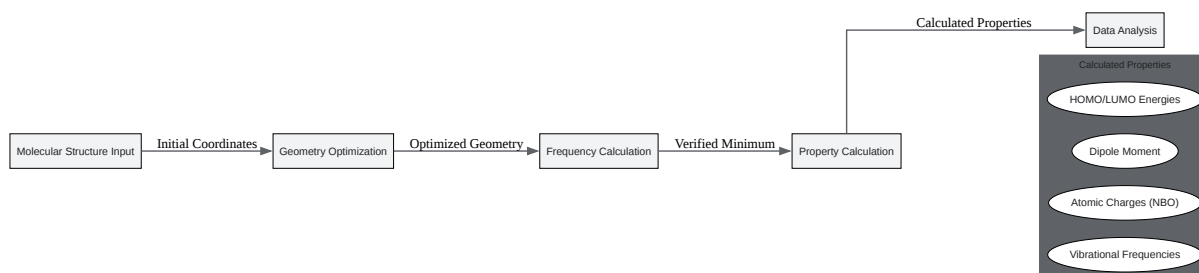 Calculated Properties
Data Analysis
Calculated Properties
HOMO/LUMO Energies
Molecular Structure Input
Initial Coordinates
Geometry Optimization
Optimized Geometry
Frequency Calculation
Verified Minimum
Property Calculation
Dipole Moment
Atomic Charges (NBO)
Vibrational Frequencies